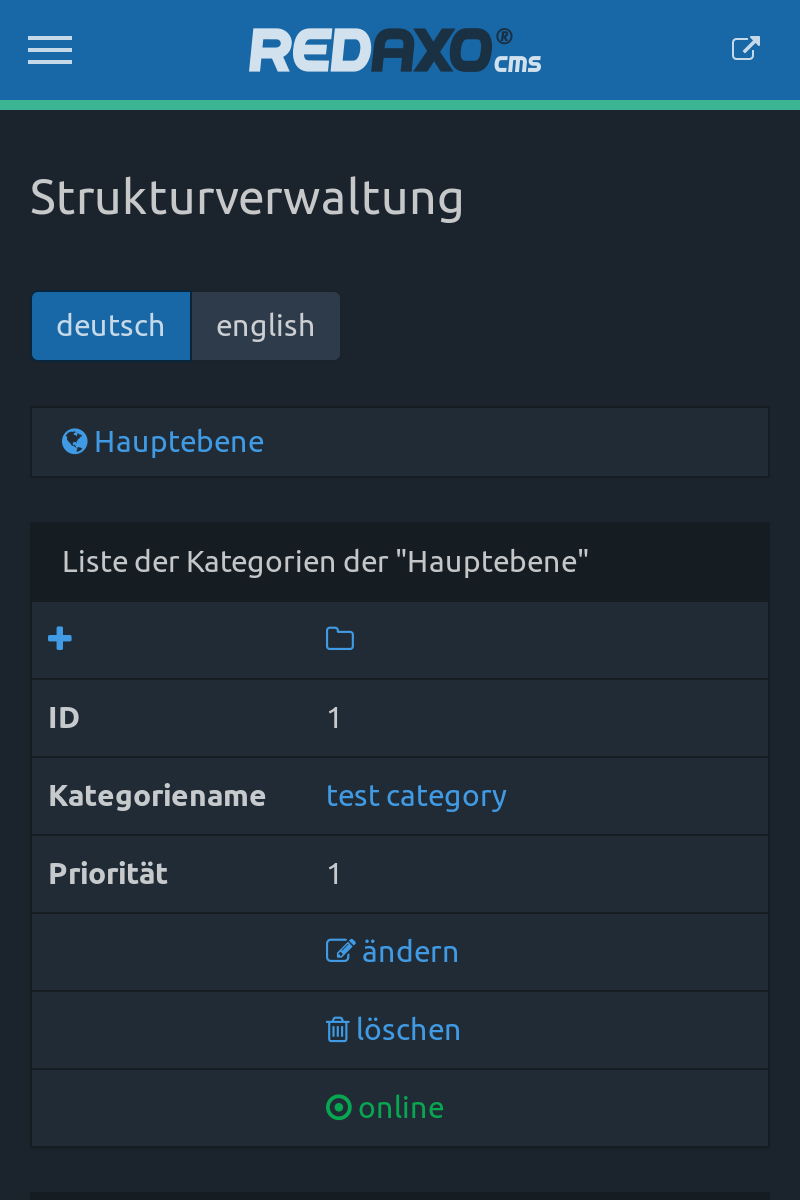 REDAXO® cms
Strukturverwaltung
deutsch english
Hauptebene
Liste der Kategorien der "Hauptebene"
ID 1
Kategoriename test category
Priorität 1
ändern
löschen
online